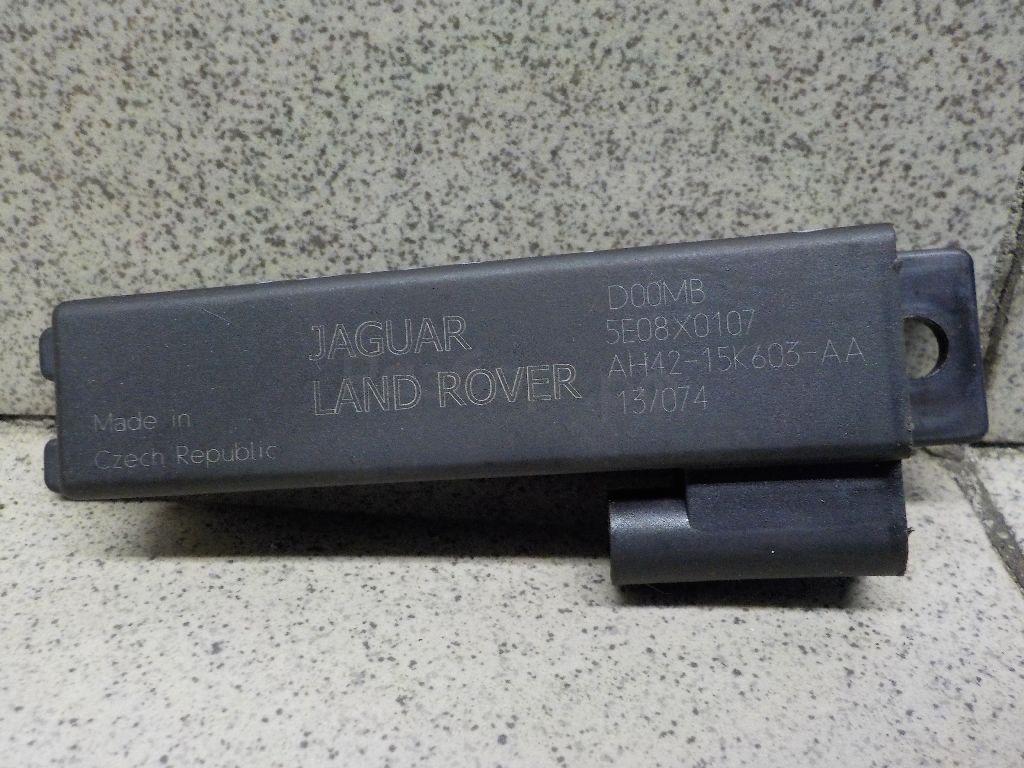 JAGUAR
LAND ROVER
D00MB
5E08X0107
AH42-15K603-AA
13/074
Made in
Czech Republic